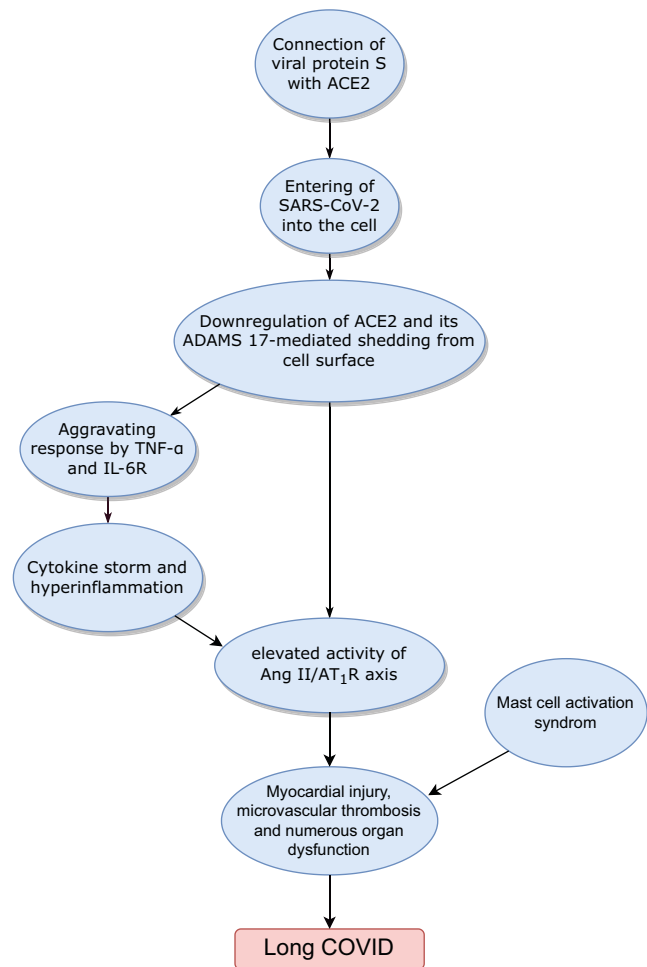 Connection of
viral protein S
with ACE2
Entering of
SARS-CoV-2
into the cell
Downregulation of ACE2 and its
ADAMS 17-mediated shedding from
cell surface
Aggravating
response by TNF-α
and IL-6R
Cytokine storm and
hyperinflammation
elevated activity of
Ang II/AT₁R axis
Mast cell activation
syndrom
Myocardial injury,
microvascular thrombosis
and numerous organ
dysfunction
Long COVID